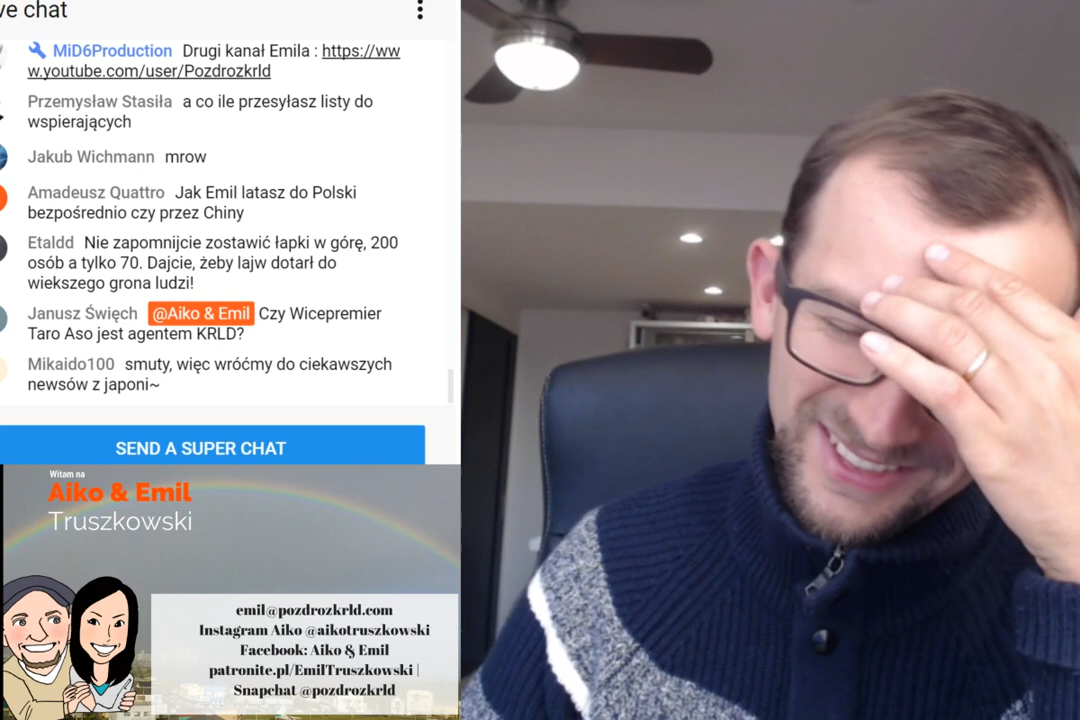 ve chat
MiD6Production Drugi kanał Emila : https://ww
w.youtube.com/user/Pozdrozkrld
Przemysław Stasiła a co ile przesyłasz listy do
wspierających
Jakub Wichmann mrow
Amadeusz Quattro Jak Emil latasz do Polski
bezpośrednio czy przez Chiny
Etaldd Nie zapomnijcie zostawić łapki w górę, 200
osób a tylko 70. Dajcie, żeby lajw dotarł do
wiekszego grona ludzi!
Janusz Święch @Aiko & Emil Czy Wicepremier
Taro Aso jest agentem KRLD?
Mikaido100 smuty, więc wróćmy do ciekawszych
newsów z japoni~
SEND A SUPER CHAT
Witam na
Aiko & Emil
Truszkowski
emil@pozdrozkrld.com
Instagram Aiko @aikotruszkowski
Facebook: Aiko & Emil
patronite.pl/EmilTruszkowski |
Snapchat @pozdrozkrld